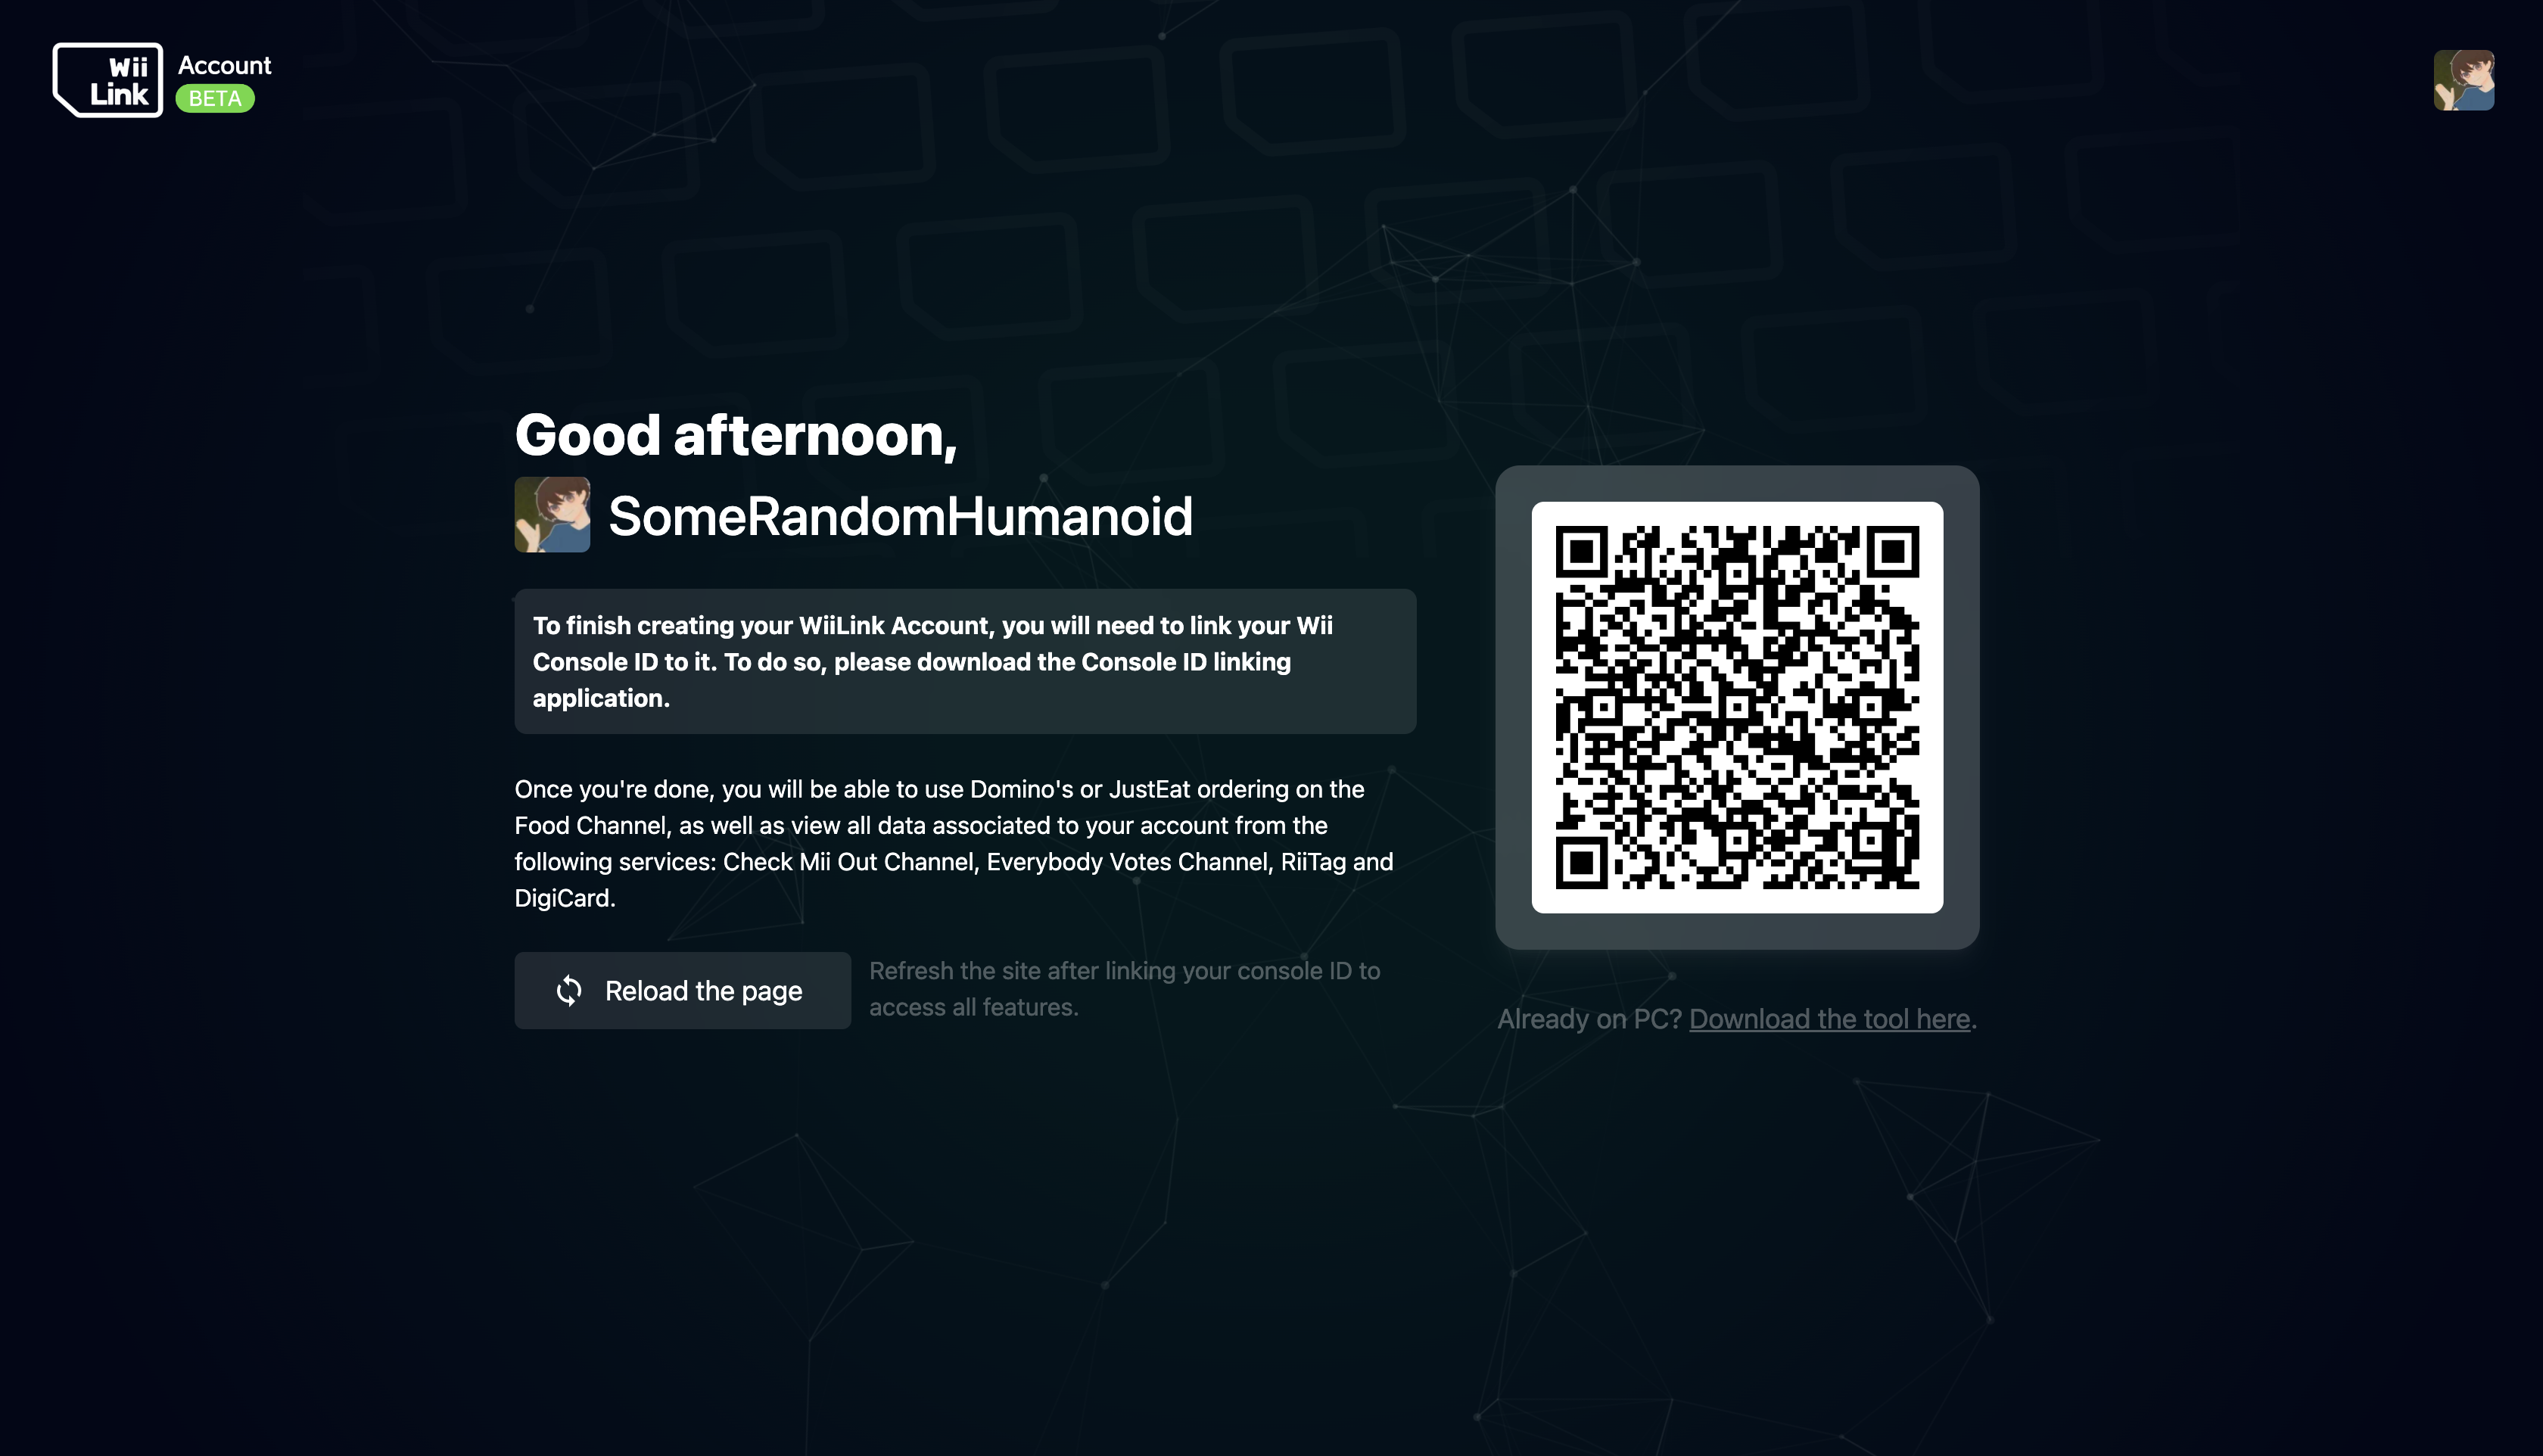 Wii
Link
Account
BETA
Good afternoon,
SomeRandomHumanoid
To finish creating your WiiLink Account, you will need to link your Wii
Console ID to it. To do so, please download the Console ID linking
application.
Once you're done, you will be able to use Domino's or JustEat ordering on the
Food Channel, as well as view all data associated to your account from the
following services: Check Mii Out Channel, Everybody Votes Channel, RiiTag and
DigiCard.
Reload the page
Refresh the site after linking your console ID to
access all features.
Already on PC? Download the tool here.